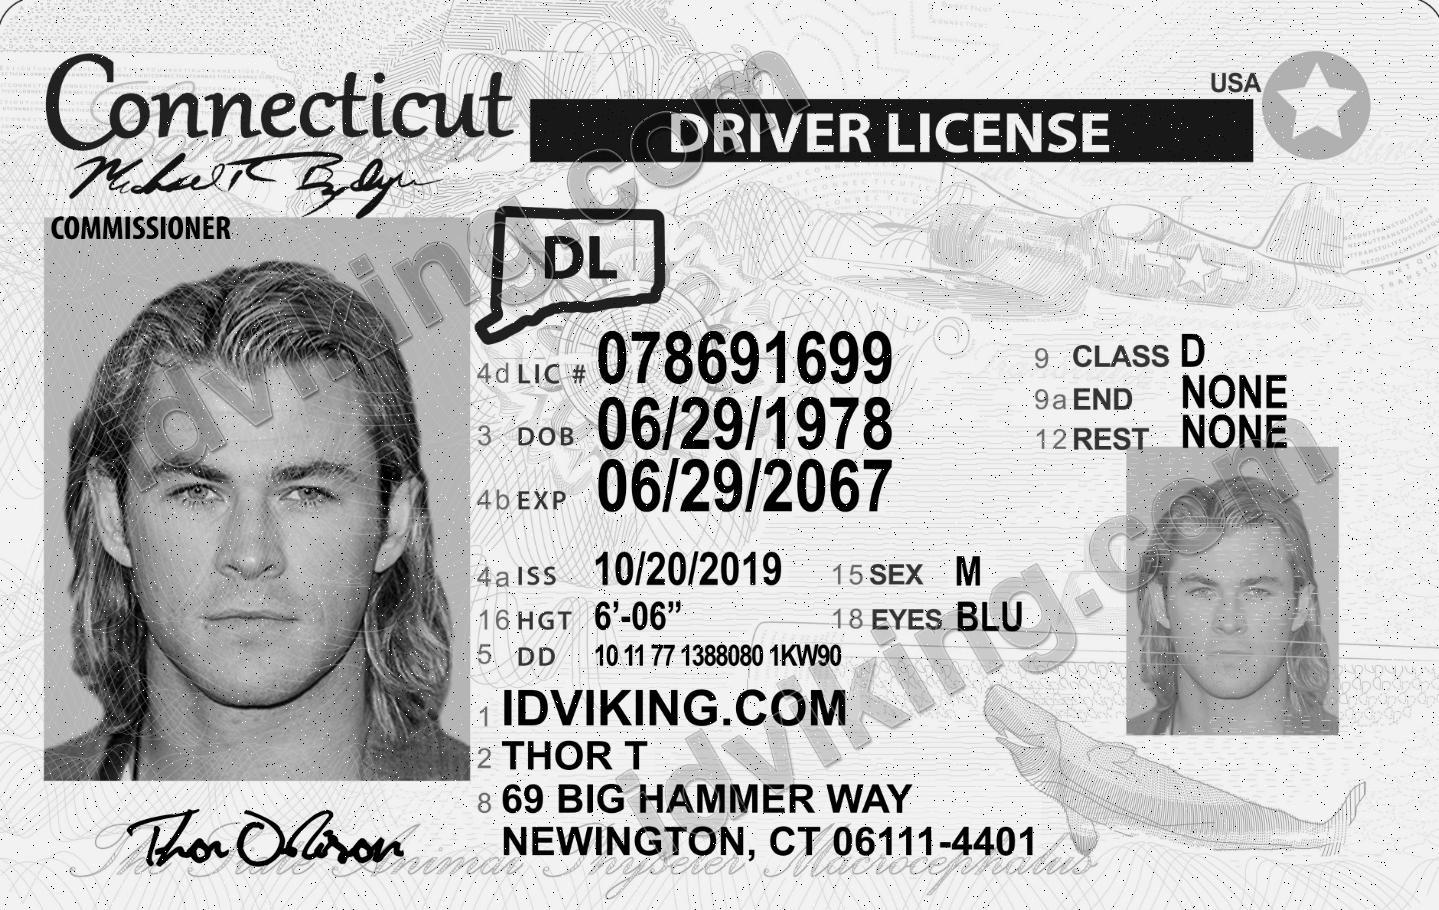 Connecticut
USA
DRIVER LICENSE
Michael R Bzdyra
COMMISSIONER
DL
4d LIC # 078691699
3 DOB 06/29/1978
4b EXP 06/29/2067
9 CLASS D
9a END NONE
12 REST NONE
4a ISS 10/20/2019
15 SEX M
16 HGT 6’-06”
18 EYES BLU
5 DD 10 11 77 1388080 1KW90
1 IDVIKING.COM
2 THOR T
8 69 BIG HAMMER WAY
NEWINGTON, CT 06111-4401
Thor Odinson
The State Animal Physeter Macrocephalus
idviking.com
idviking.com